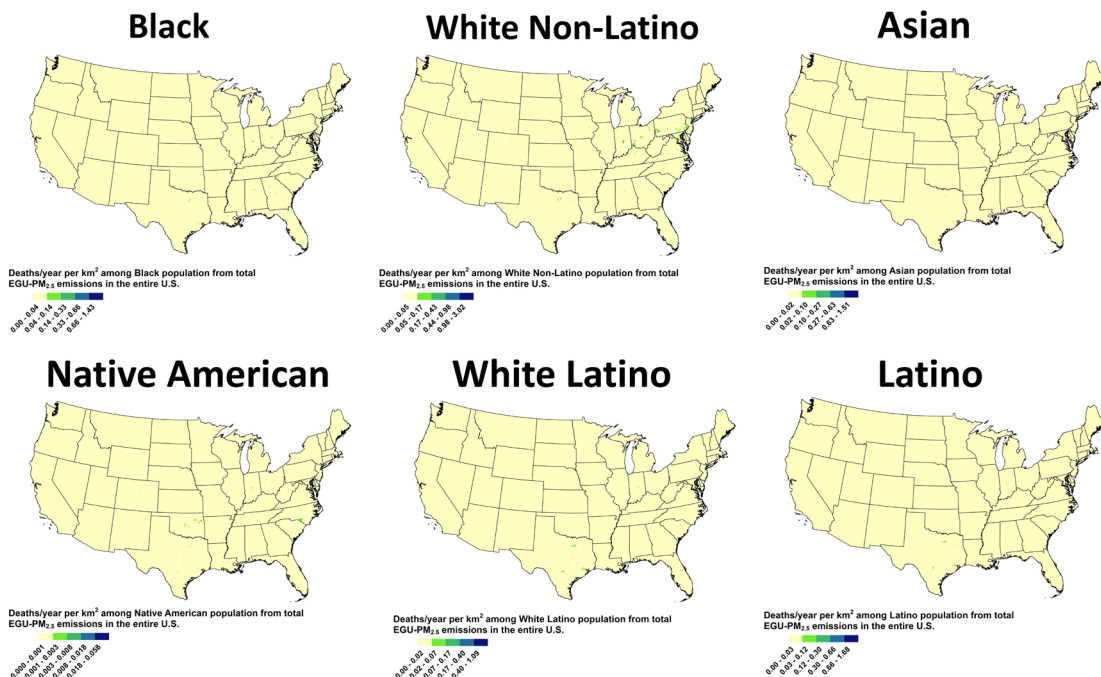 Black
White Non-Latino
Asian
Deaths/year per km² among Black population from total
EGU-PM₂.₅ emissions in the entire U.S.
0.00 - 0.04
0.04 - 0.14
0.14 - 0.33
0.33 - 0.66
0.66 - 1.43
Deaths/year per km² among White Non-Latino population from total
EGU-PM₂.₅ emissions in the entire U.S.
0.00 - 0.05
0.05 - 0.17
0.17 - 0.43
0.44 - 0.98
0.98 - 3.02
Deaths/year per km² among Asian population from total
EGU-PM₂.₅ emissions in the entire U.S.
0.00 - 0.02
0.02 - 0.10
0.10 - 0.27
0.27 - 0.63
0.63 - 1.51
Native American
White Latino
Latino
Deaths/year per km² among Native American population from total
EGU-PM₂.₅ emissions in the entire U.S.
0.000 - 0.001
0.001 - 0.003
0.003 - 0.008
0.008 - 0.018
0.018 - 0.058
Deaths/year per km² among White Latino population from total
EGU-PM₂.₅ emissions in the entire U.S.
0.00 - 0.02
0.02 - 0.07
0.07 - 0.17
0.17 - 0.40
0.40 - 1.09
Deaths/year per km² among Latino population from total
EGU-PM₂.₅ emissions in the entire U.S.
0.00 - 0.03
0.03 - 0.12
0.12 - 0.30
0.30 - 0.66
0.66 - 1.68